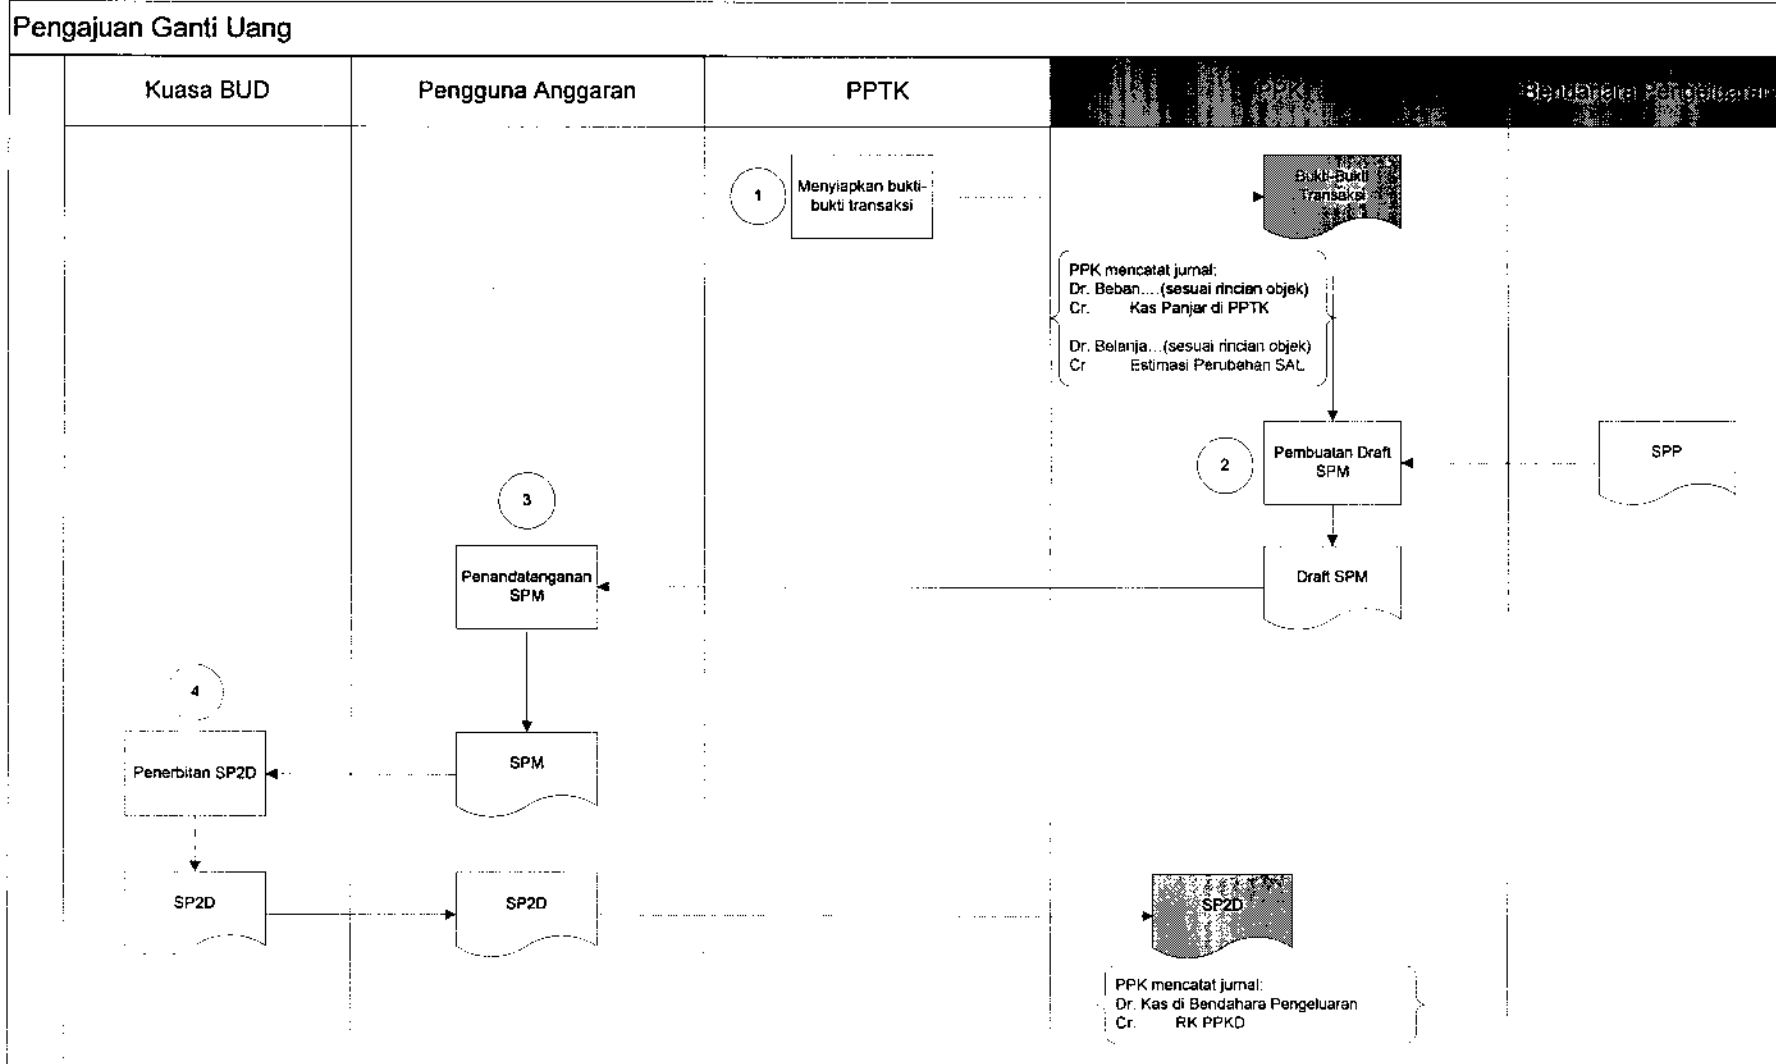 Pengajuan Ganti Uang
Kuasa BUD
Pengguna Anggaran
PPTK
PPK
Bendahara Pengeluaran
1
Menyiapkan bukti-
bukti transaksi
Bukti-Bukti
Transaksi
PPK mencatat jurnal:
Dr. Beban....(sesuai rincian objek)
Cr. Kas Panjar di PPTK
Dr. Belanja...(sesuai rincian objek)
Cr Estimasi Perubahan SAL
2
Pembuatan Draft
SPM
SPP
3
Penandatanganan
SPM
Draft SPM
4
Penerbitan SP2D
SPM
SP2D
SP2D
SP2D
PPK mencatat jurnal:
Dr. Kas di Bendahara Pengeluaran
Cr. RK PPKD